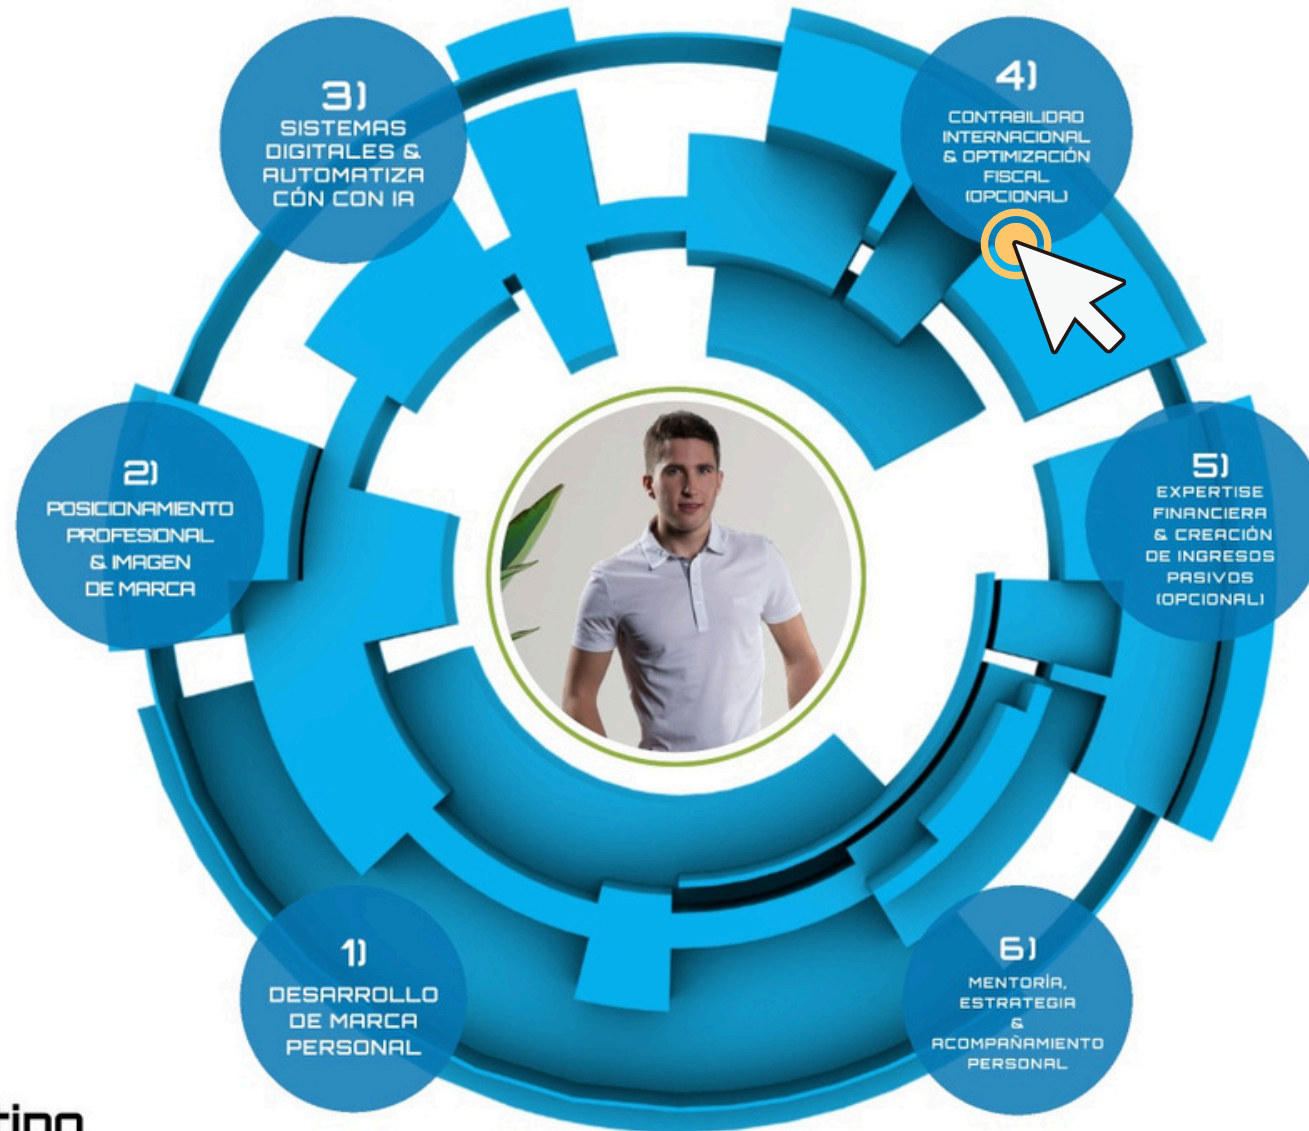 3)
SISTEMAS
DIGITALES &
AUTOMATIZA
CÓN CON IA
4)
CONTABILIDAD
INTERNACIONAL
& OPTIMIZACIÓN
FISCAL
(OPCIONAL)
2)
POSICIONAMIENTO
PROFESIONAL
& IMAGEN
DE MARCA
5)
EXPERTISE
FINANCIERA
& CREACIÓN
DE INGRESOS
PASIVOS
(OPCIONAL)
1)
DESARROLLO
DE MARCA
PERSONAL
6)
MENTORÍA,
ESTRATEGIA
&
ACOMPAÑAMIENTO
PERSONAL